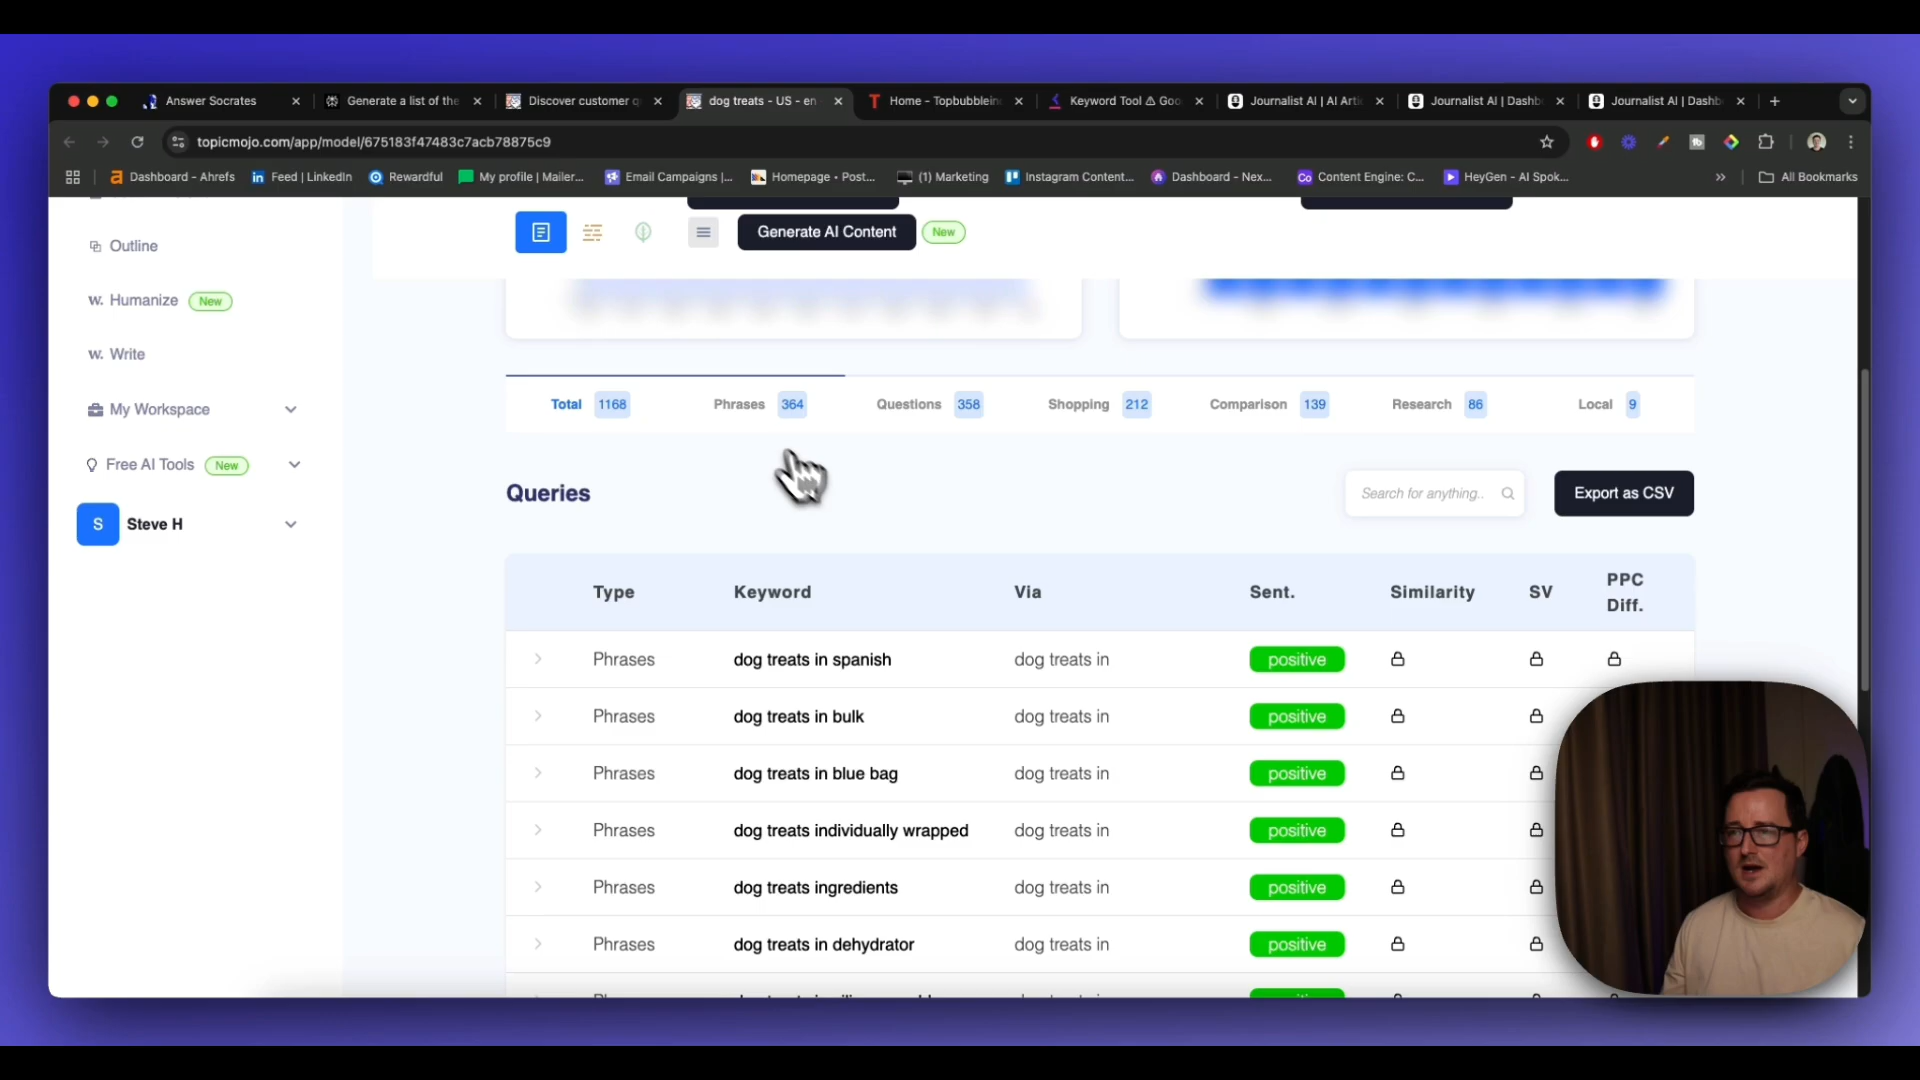 Answer Socrates
Generate a list of the
Discover customer q
dog treats - US - en
Home - Topbubblein
Keyword Tool ⚠ Goo
Journalist AI | AI Arti
Journalist AI | Dashb
Journalist AI | Dashb
topicmojo.com/app/model/675183f47483c7acb78875c9
Dashboard - Ahrefs
Feed | LinkedIn
Rewardful
My profile | Mailer...
Email Campaigns |...
Homepage • Post...
(1) Marketing
Instagram Content...
Dashboard - Nex...
Content Engine: C...
HeyGen - AI Spok...
All Bookmarks
Outline
W. Humanize New
W. Write
My Workspace
Free AI Tools New
S Steve H
Generate AI Content New
Total 1168
Phrases 364
Questions 358
Shopping 212
Comparison 139
Research 86
Local 9
Queries
Search for anything..
Export as CSV
Type Keyword Via Sent. Similarity SV PPC Diff.
Phrases dog treats in spanish dog treats in positive
Phrases dog treats in bulk dog treats in positive
Phrases dog treats in blue bag dog treats in positive
Phrases dog treats individually wrapped dog treats in positive
Phrases dog treats ingredients dog treats in positive
Phrases dog treats in dehydrator dog treats in positive